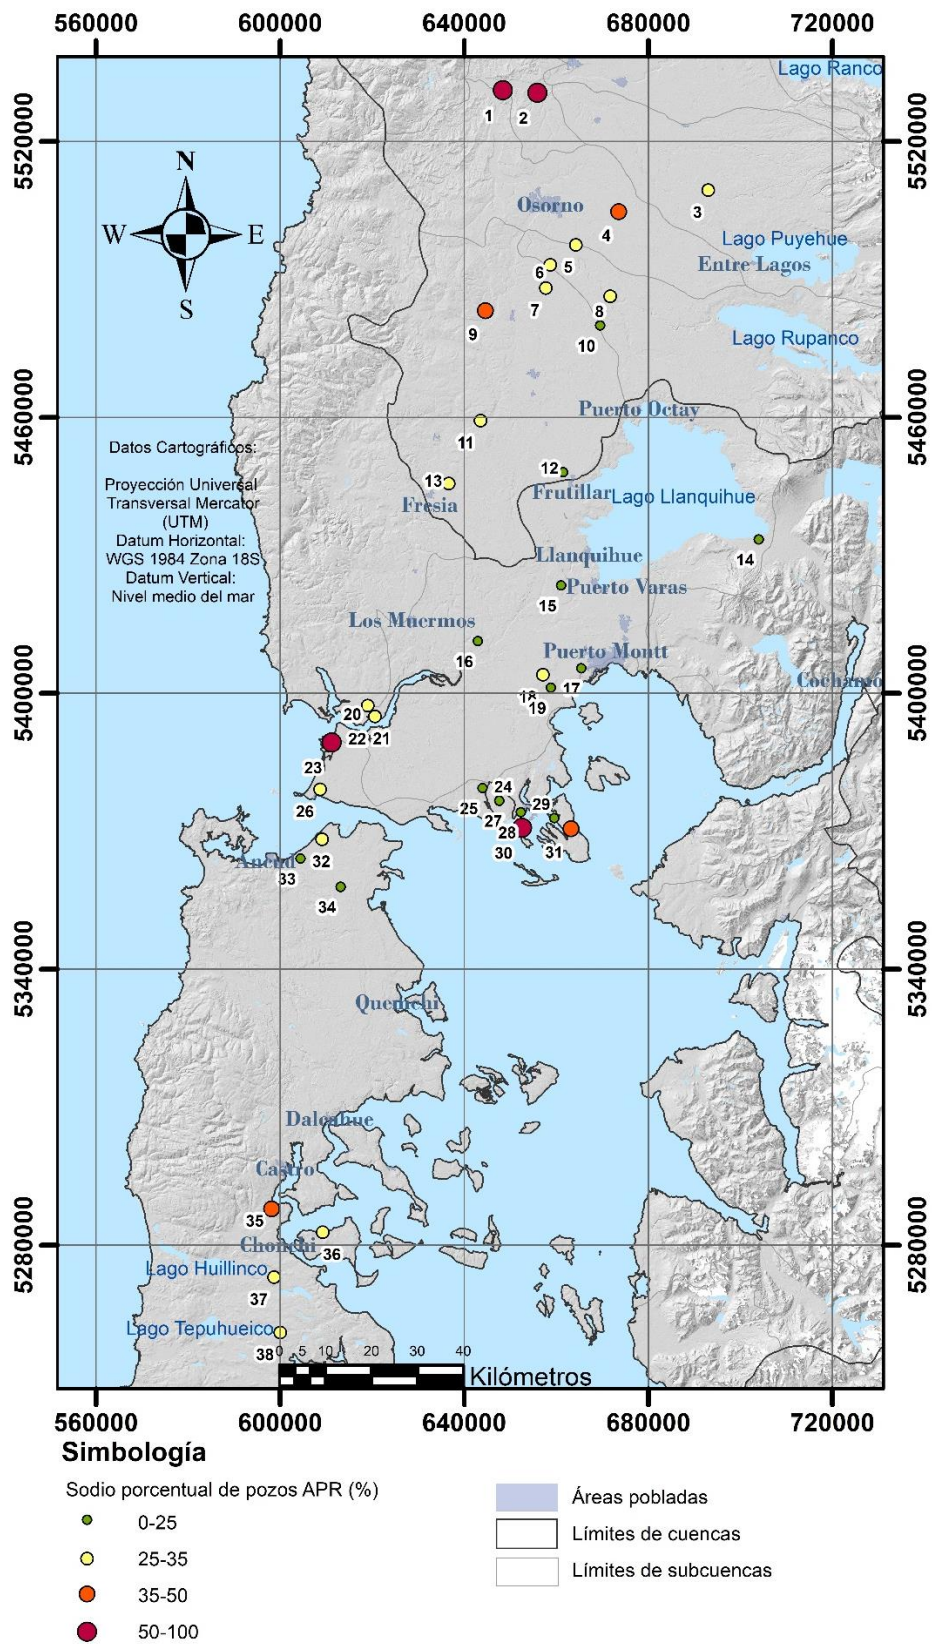 560000 600000 640000 680000 720000
Lago Ranco
1 2
5520000 5520000
N
W E
S
3
Osorno
4
Lago Puyehue
Entre Lagos
5
6
7
8
9
10
Lago Rupanco
Puerto Octay
5460000 5460000
11
Datos Cartográficos:
Proyección Universal
Transversal Mercator
(UTM)
Datum Horizontal:
WGS 1984 Zona 18S
Datum Vertical:
Nivel medio del mar
12
13
Frutillar
Lago Llanquihue
Fresia
14
Llanquihue
Puerto Varas
15
Los Muermos
Puerto Montt
16
17
Cochamo
18
19
5400000 5400000
20
22 21
23
24
25
26
27
28
29
30
31
32
Ancud
33
34
5340000 5340000
Quemchi
Dalcahue
Castro
35
Chonchi
36
5280000 5280000
Lago Huillinco
37
Lago Tepuhueico
38
0 5 10 20 30 40
Kilómetros
560000 600000 640000 680000 720000
Simbología
Sodio porcentual de pozos APR (%)
0-25
25-35
35-50
50-100
Áreas pobladas
Límites de cuencas
Límites de subcuencas